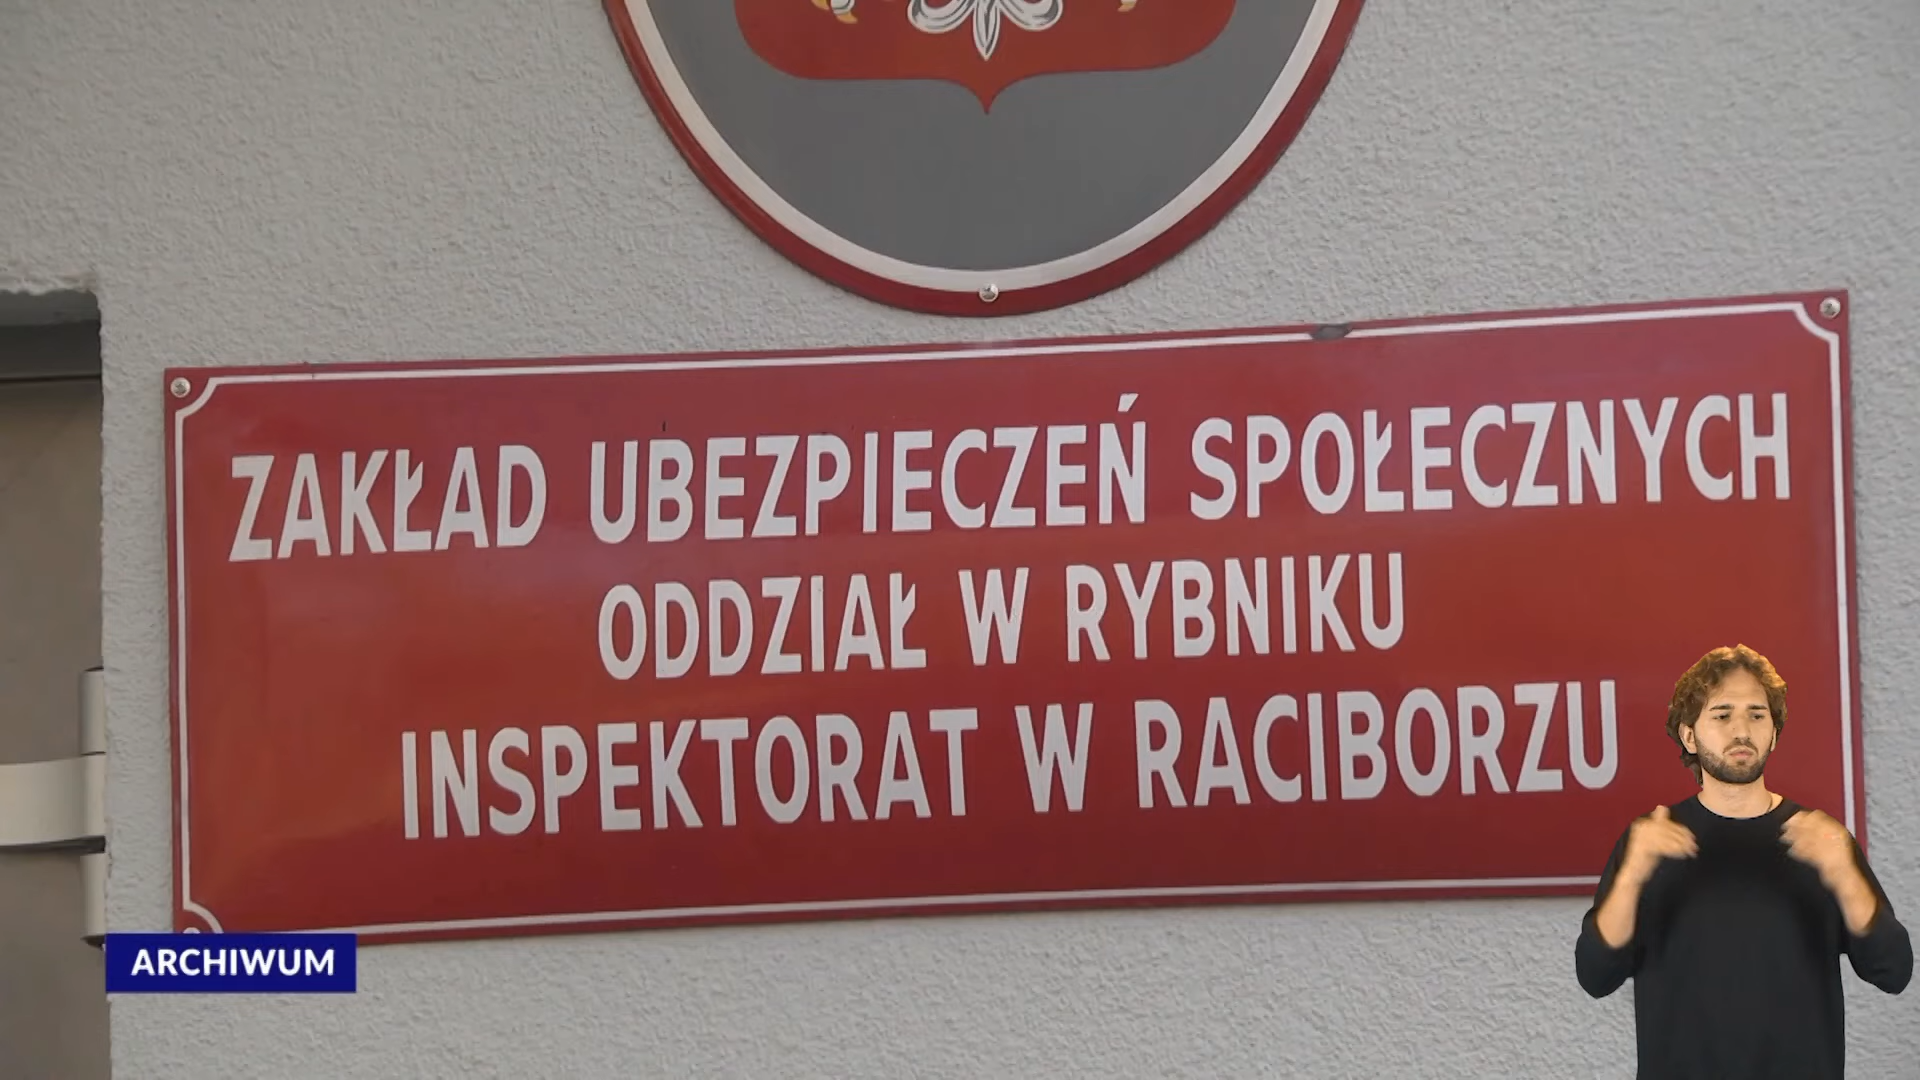 ZAKŁAD UBEZPIECZEŃ SPOŁECZNYCH
ODDZIAŁ W RYBNIKU
INSPEKTORAT W RACIBORZU
ARCHIWUM